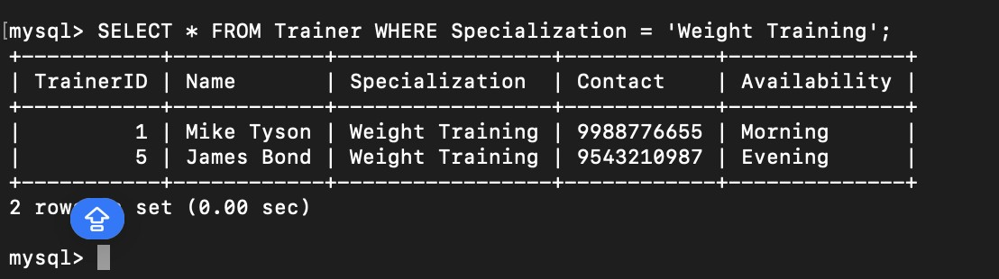 [mysql> SELECT * FROM Trainer WHERE Specialization = 'Weight Training';
+-----------+------------+-----------------+------------+--------------+
| TrainerID | Name       | Specialization  | Contact    | Availability |
+-----------+------------+-----------------+------------+--------------+
|         1 | Mike Tyson | Weight Training | 9988776655 | Morning      |
|         5 | James Bond | Weight Training | 9543210987 | Evening      |
+-----------+------------+-----------------+------------+--------------+
2 row set (0.00 sec)
mysql>